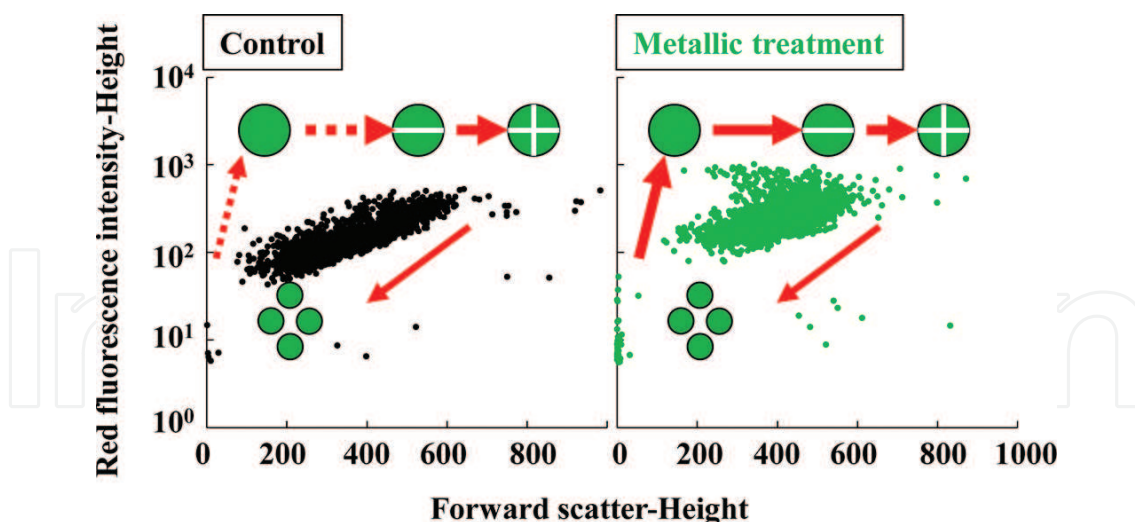 Control
Metallic treatment
Red fluorescence intensity-Height
10⁴
10³
10²
10¹
10⁰
0 200 400 600 800 0 200 400 600 800 1000
Forward scatter-Height